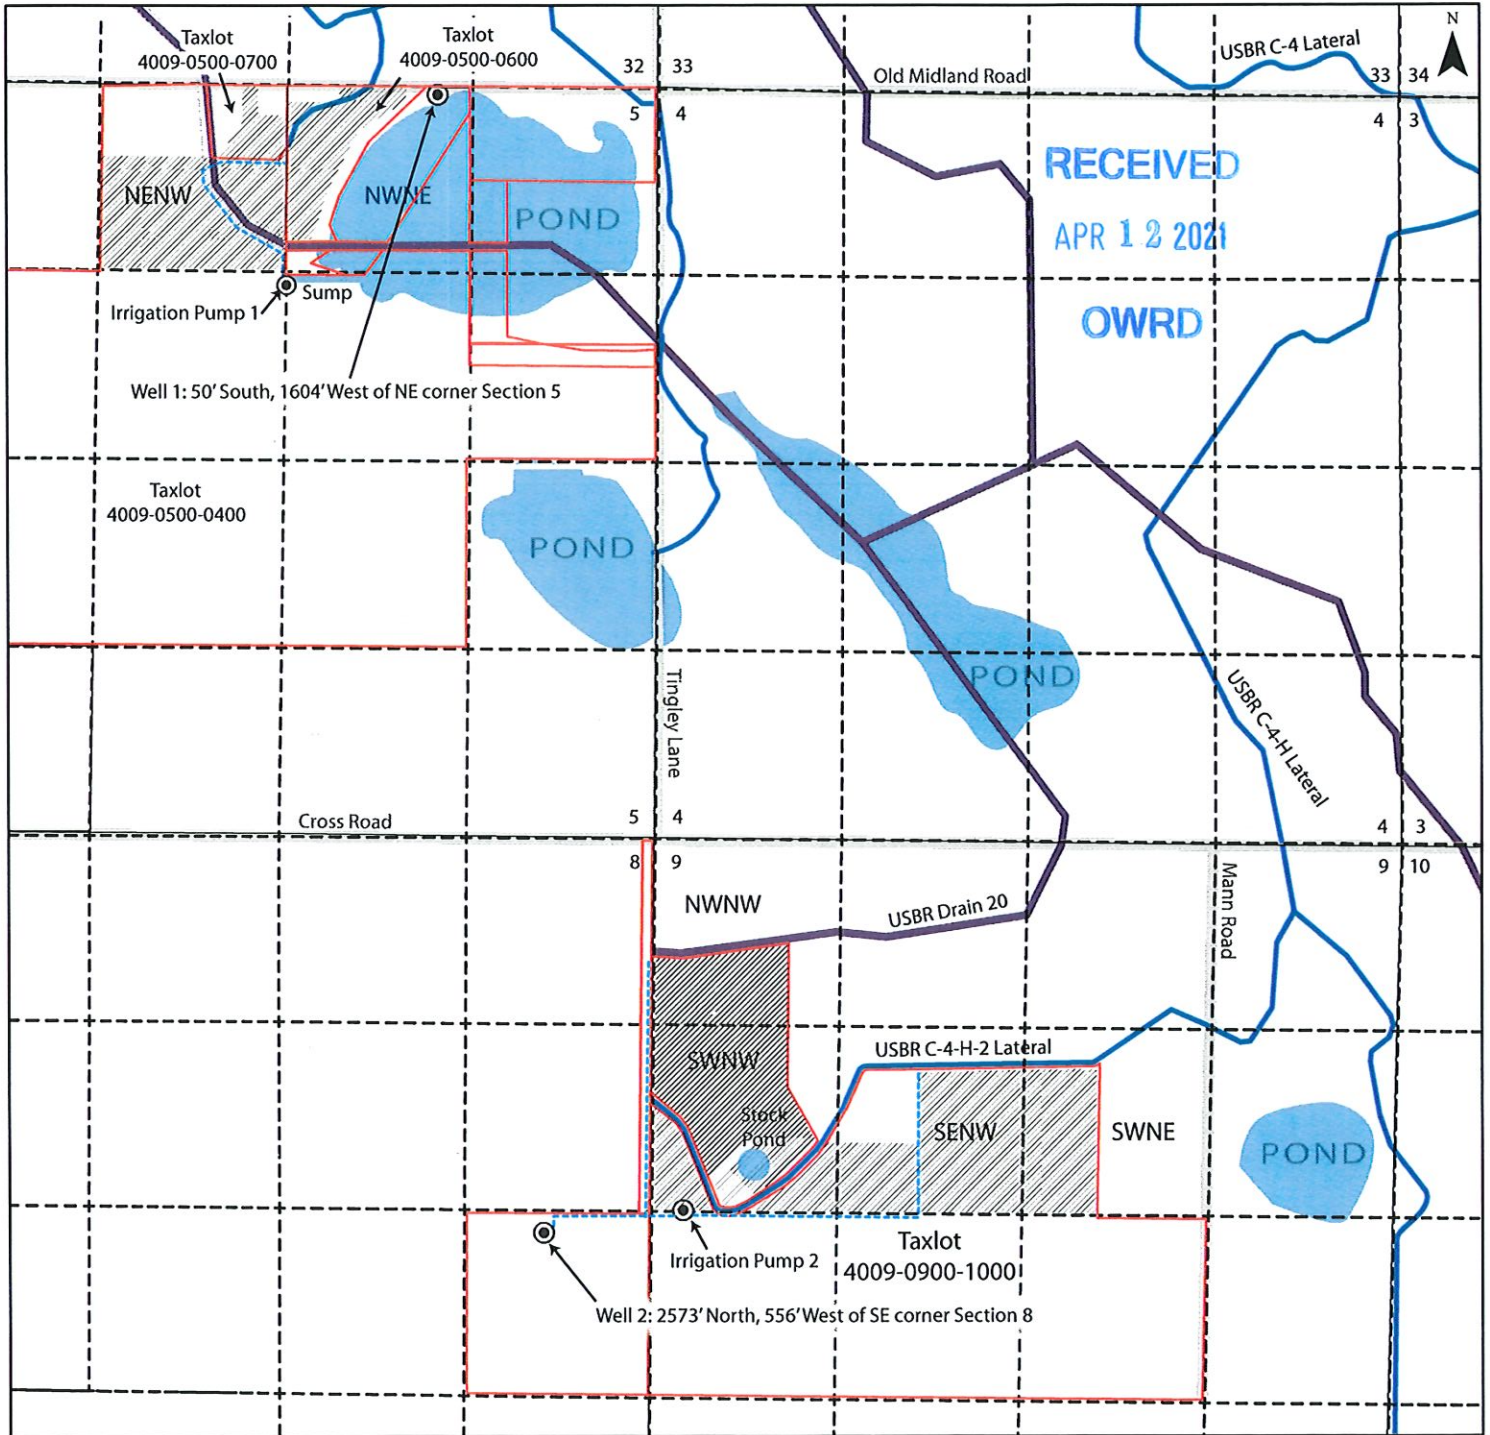 N
Taxlot
4009-0500-0700
Taxlot
4009-0500-0600
32 33
5 4
Old Midland Road
USBR C-4 Lateral
33 34
4 3
RECEIVED
APR 12 2021
OWRD
NENW
NWNE
POND
Sump
Irrigation Pump 1
Well 1: 50' South, 1604' West of NE corner Section 5
Taxlot
4009-0500-0400
POND
POND
Tingley Lane
USBR C-4-H Lateral
Cross Road
5 4
8 9
4 3
9 10
NWNW
USBR Drain 20
Mann Road
SWNW
USBR C-4-H-2 Lateral
Stock
Pond
SENW
SWNE
POND
Irrigation Pump 2
Taxlot
4009-0900-1000
Well 2: 2573' North, 556' West of SE corner Section 8